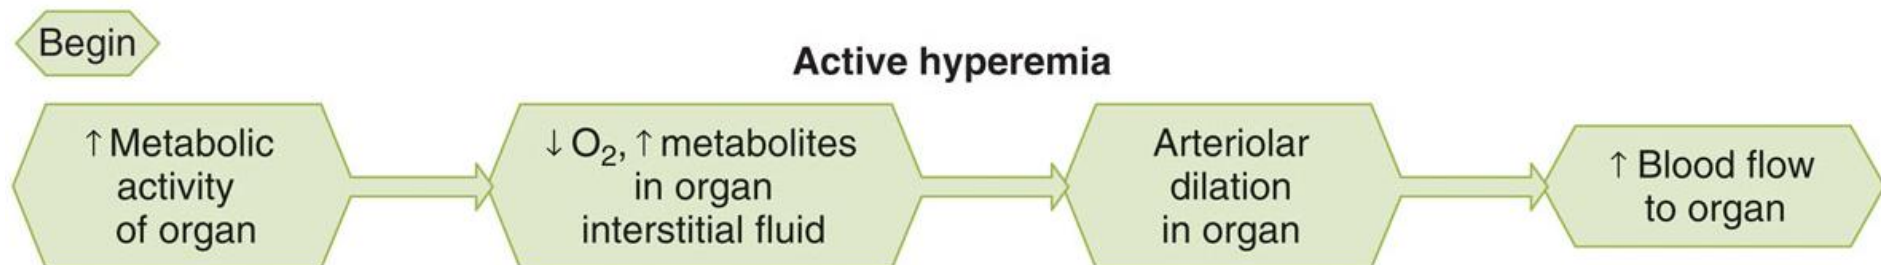 Begin
Active hyperemia
↑ Metabolic
activity
of organ
↓ O₂, ↑ metabolites
in organ
interstitial fluid
Arteriolar
dilation
in organ
↑ Blood flow
to organ